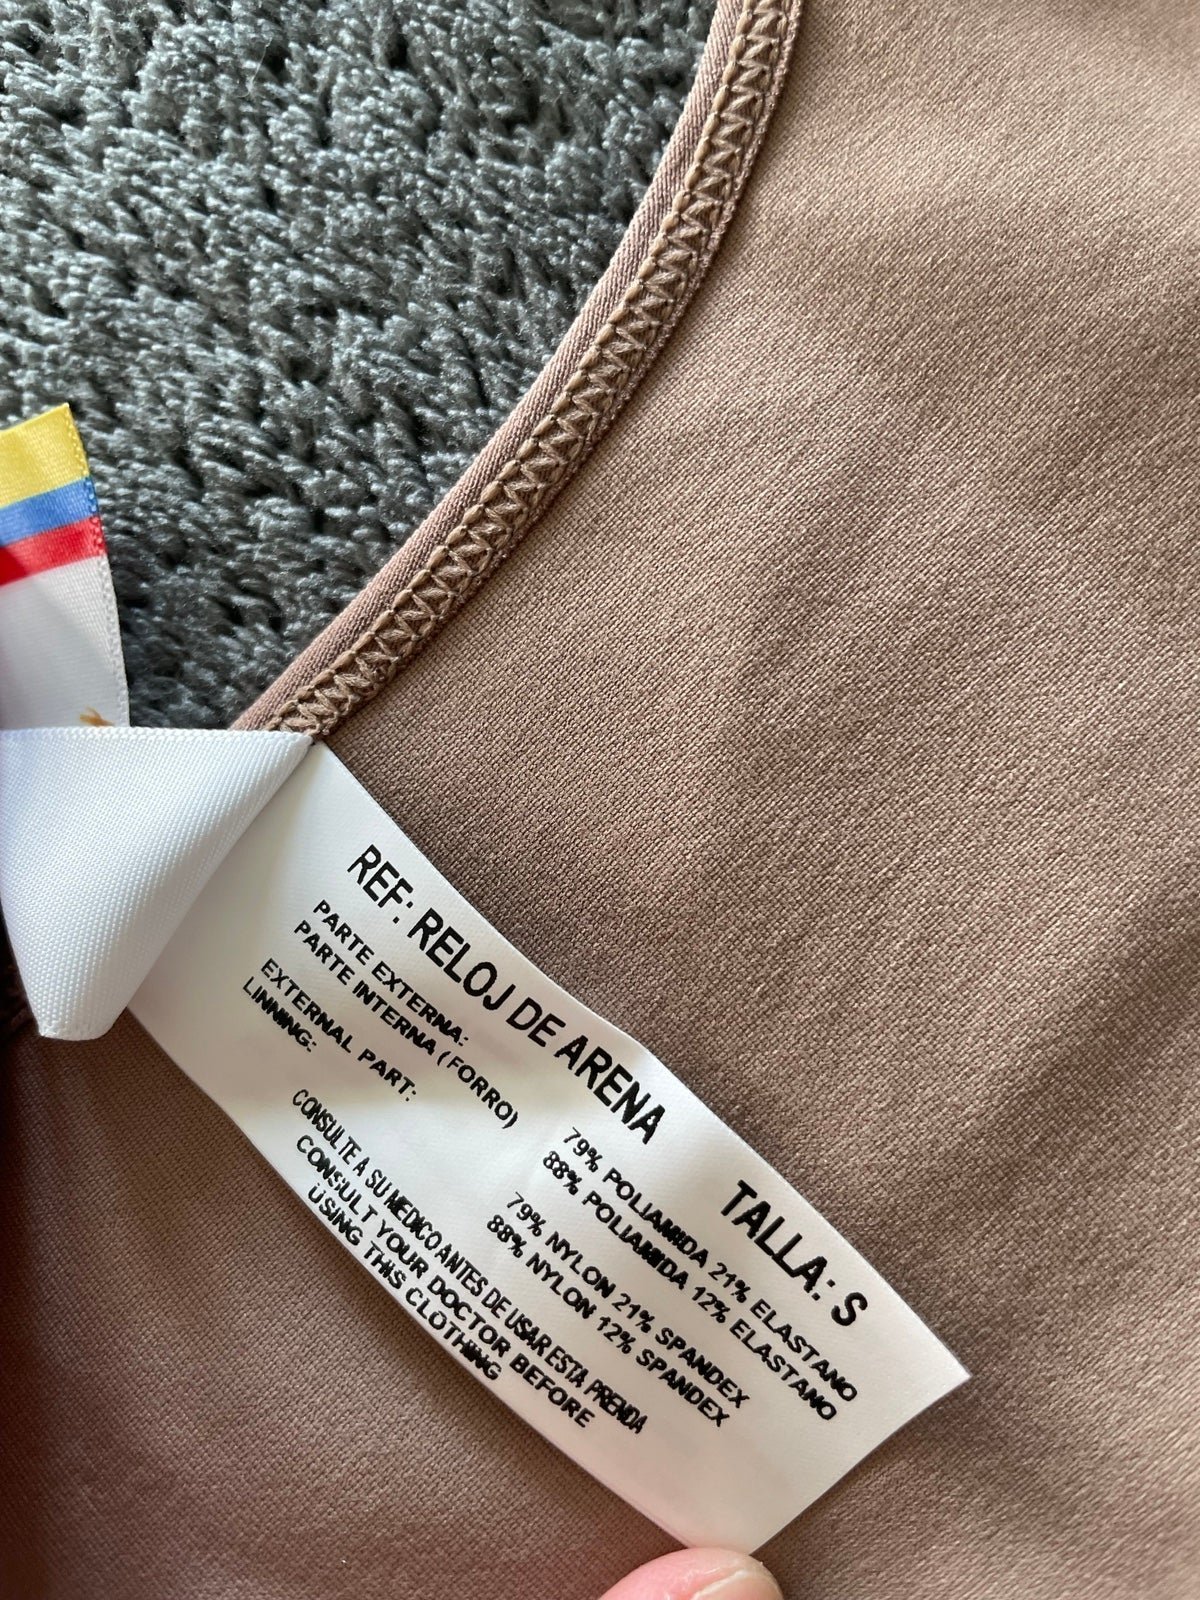 REF: RELOJ DE ARENA TALLA: S
PARTE EXTERNA: 79% POLIAMIDA 21% ELASTANO
PARTE INTERNA (FORRO) 88% POLIAMIDA 12% ELASTANO
EXTERNAL PART: 79% NYLON 21% SPANDEX
LINNING: 88% NYLON 12% SPANDEX
CONSULTE A SU MEDICO ANTES DE USAR ESTA PRENDA
CONSULT YOUR DOCTOR BEFORE
USING THIS CLOTHING